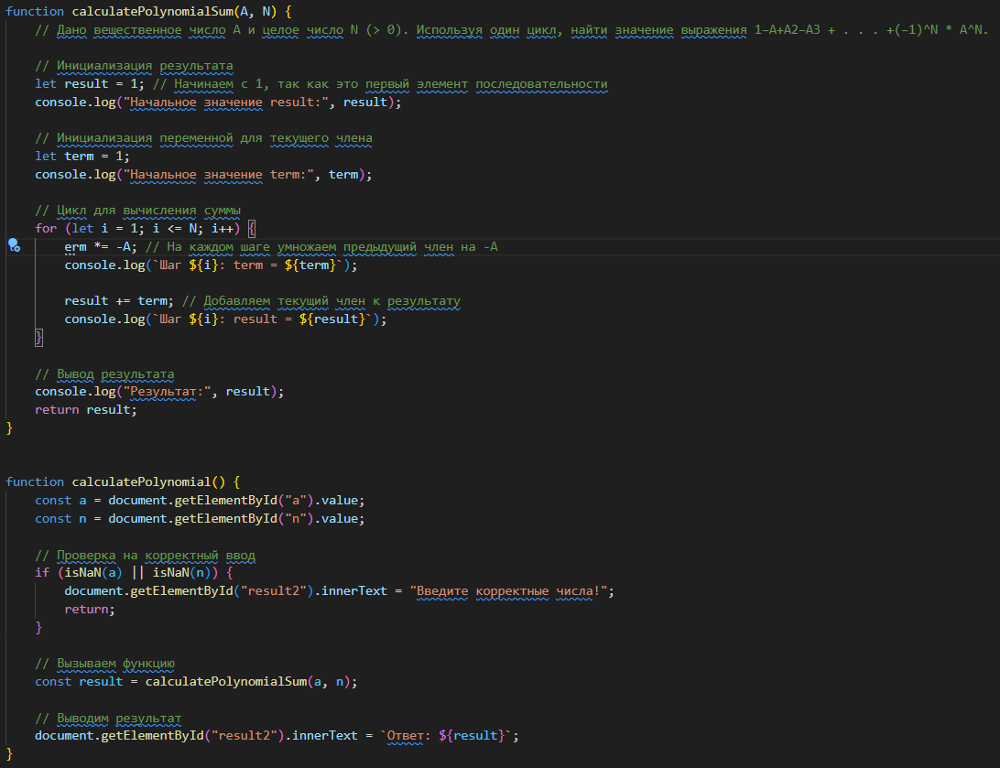 function calculatePolynomialSum(A, N) {
// Дано вещественное число A и целое число N (> 0). Используя один цикл, найти значение выражения 1–A+A2–A3 + . . . +(–1)^N * A^N.
// Инициализация результата
let result = 1; // Начинаем с 1, так как это первый элемент последовательности
console.log("Начальное значение result:", result);
// Инициализация переменной для текущего члена
let term = 1;
console.log("Начальное значение term:", term);
// Цикл для вычисления суммы
for (let i = 1; i <= N; i++) {
erm *= -A; // На каждом шаге умножаем предыдущий член на -A
console.log(`Шаг ${i}: term = ${term}`);
result += term; // Добавляем текущий член к результату
console.log(`Шаг ${i}: result = ${result}`);
}
// Вывод результата
console.log("Результат:", result);
return result;
}
function calculatePolynomial() {
const a = document.getElementById("a").value;
const n = document.getElementById("n").value;
// Проверка на корректный ввод
if (isNaN(a) || isNaN(n)) {
document.getElementById("result2").innerText = "Введите корректные числа!";
return;
}
// Вызываем функцию
const result = calculatePolynomialSum(a, n);
// Выводим результат
document.getElementById("result2").innerText = `Ответ: ${result}`;
}